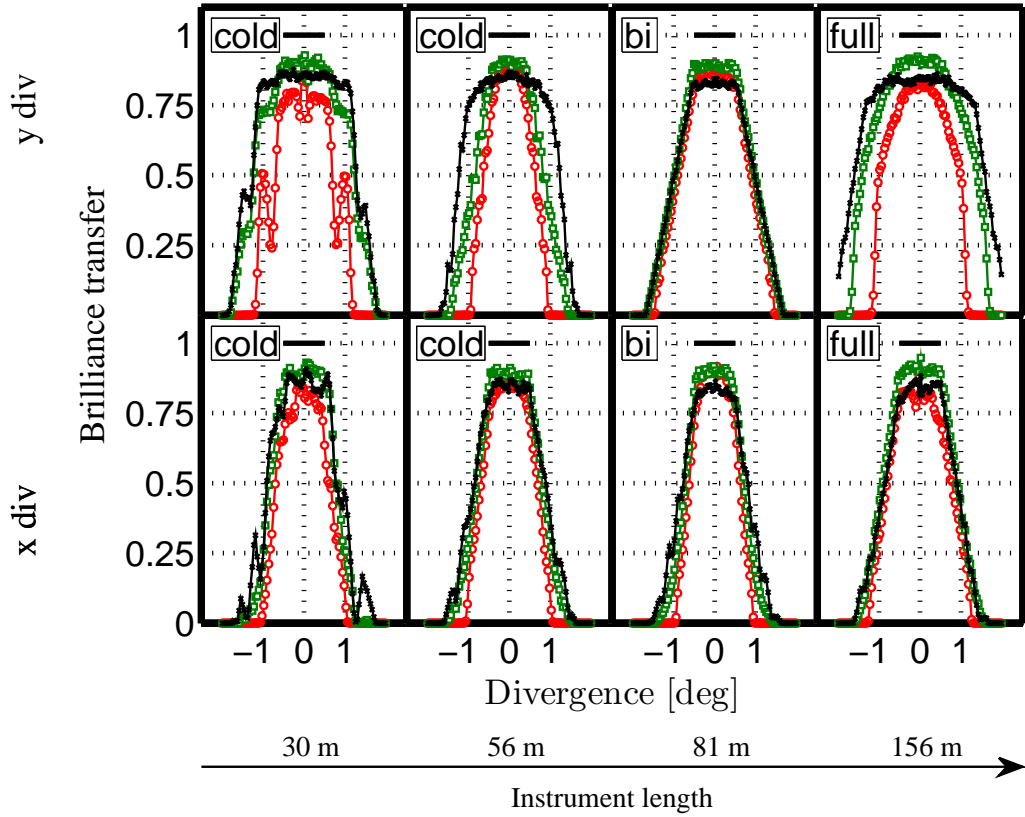 y div
Brilliance transfer
x div
1
0.75
0.5
0.25
cold
cold
bi
full
1
0.75
0.5
0.25
0
cold
cold
bi
full
−1 0 1
−1 0 1
−1 0 1
−1 0 1
Divergence [deg]
30 m
56 m
81 m
156 m
Instrument length